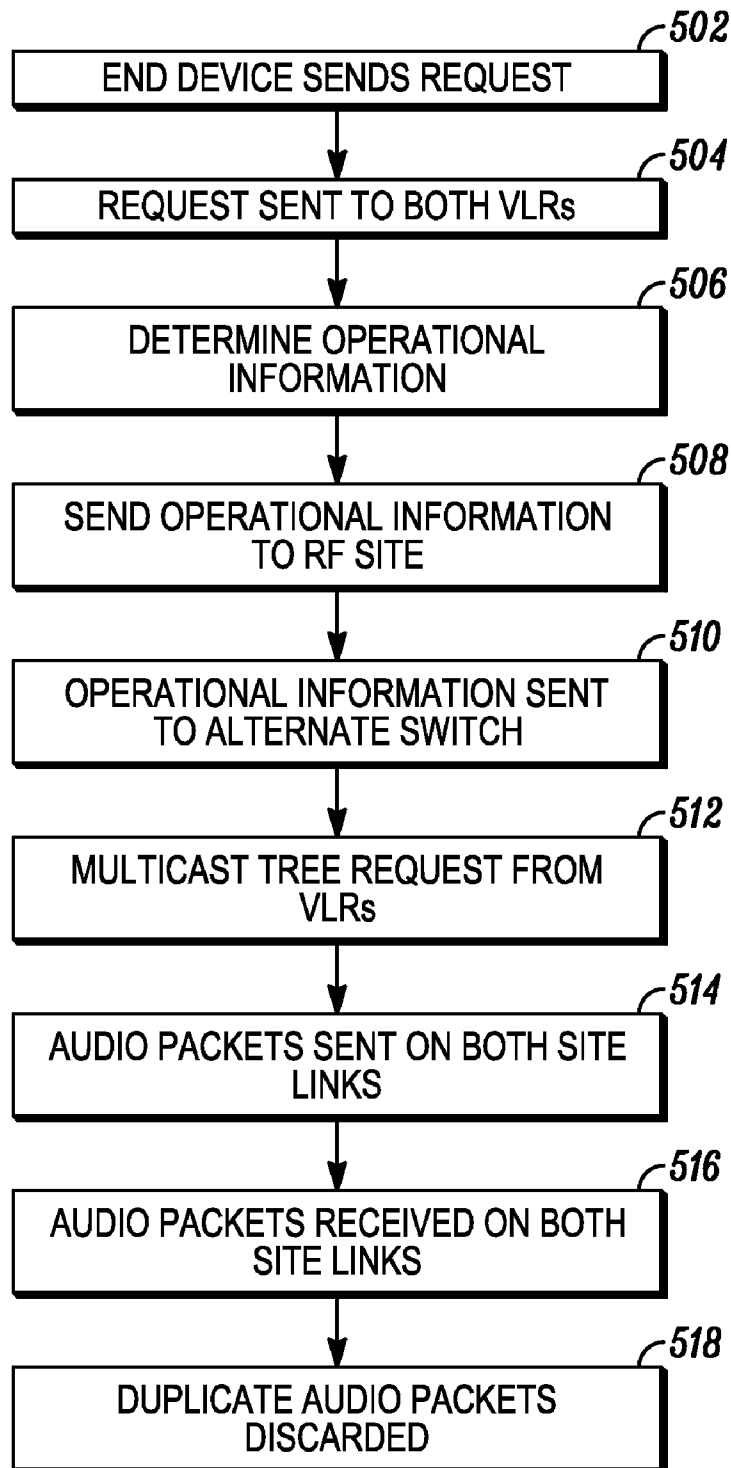 502
END DEVICE SENDS REQUEST
504
REQUEST SENT TO BOTH VLRs
506
DETERMINE OPERATIONAL
INFORMATION
508
SEND OPERATIONAL INFORMATION
TO RF SITE
510
OPERATIONAL INFORMATION SENT
TO ALTERNATE SWITCH
512
MULTICAST TREE REQUEST FROM
VLRs
514
AUDIO PACKETS SENT ON BOTH SITE
LINKS
516
AUDIO PACKETS RECEIVED ON BOTH
SITE LINKS
518
DUPLICATE AUDIO PACKETS
DISCARDED